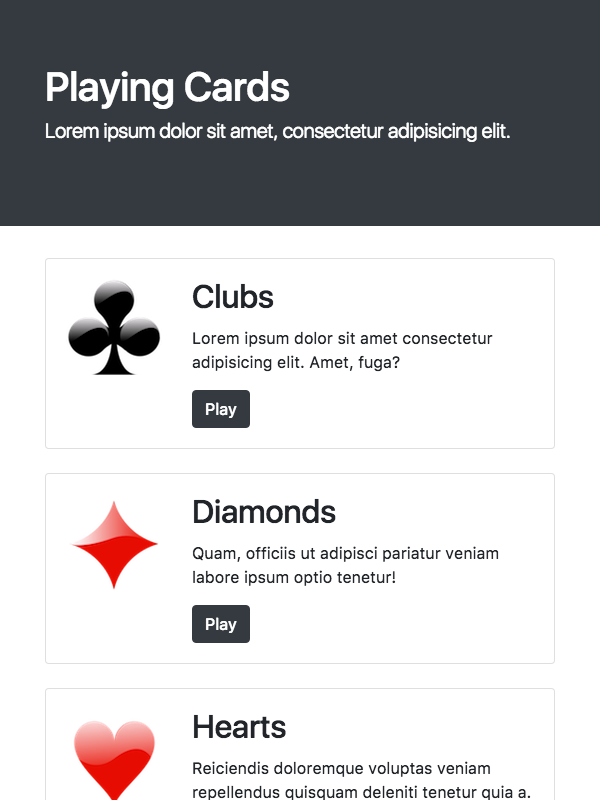 Playing Cards
Lorem ipsum dolor sit amet, consectetur adipisicing elit.
Clubs
Lorem ipsum dolor sit amet consectetur
adipisicing elit. Amet, fuga?
Play
Diamonds
Quam, officiis ut adipisci pariatur veniam
labore ipsum optio tenetur!
Play
Hearts
Reiciendis doloremque voluptas veniam
repellendus quisquam deleniti tenetur quia a.